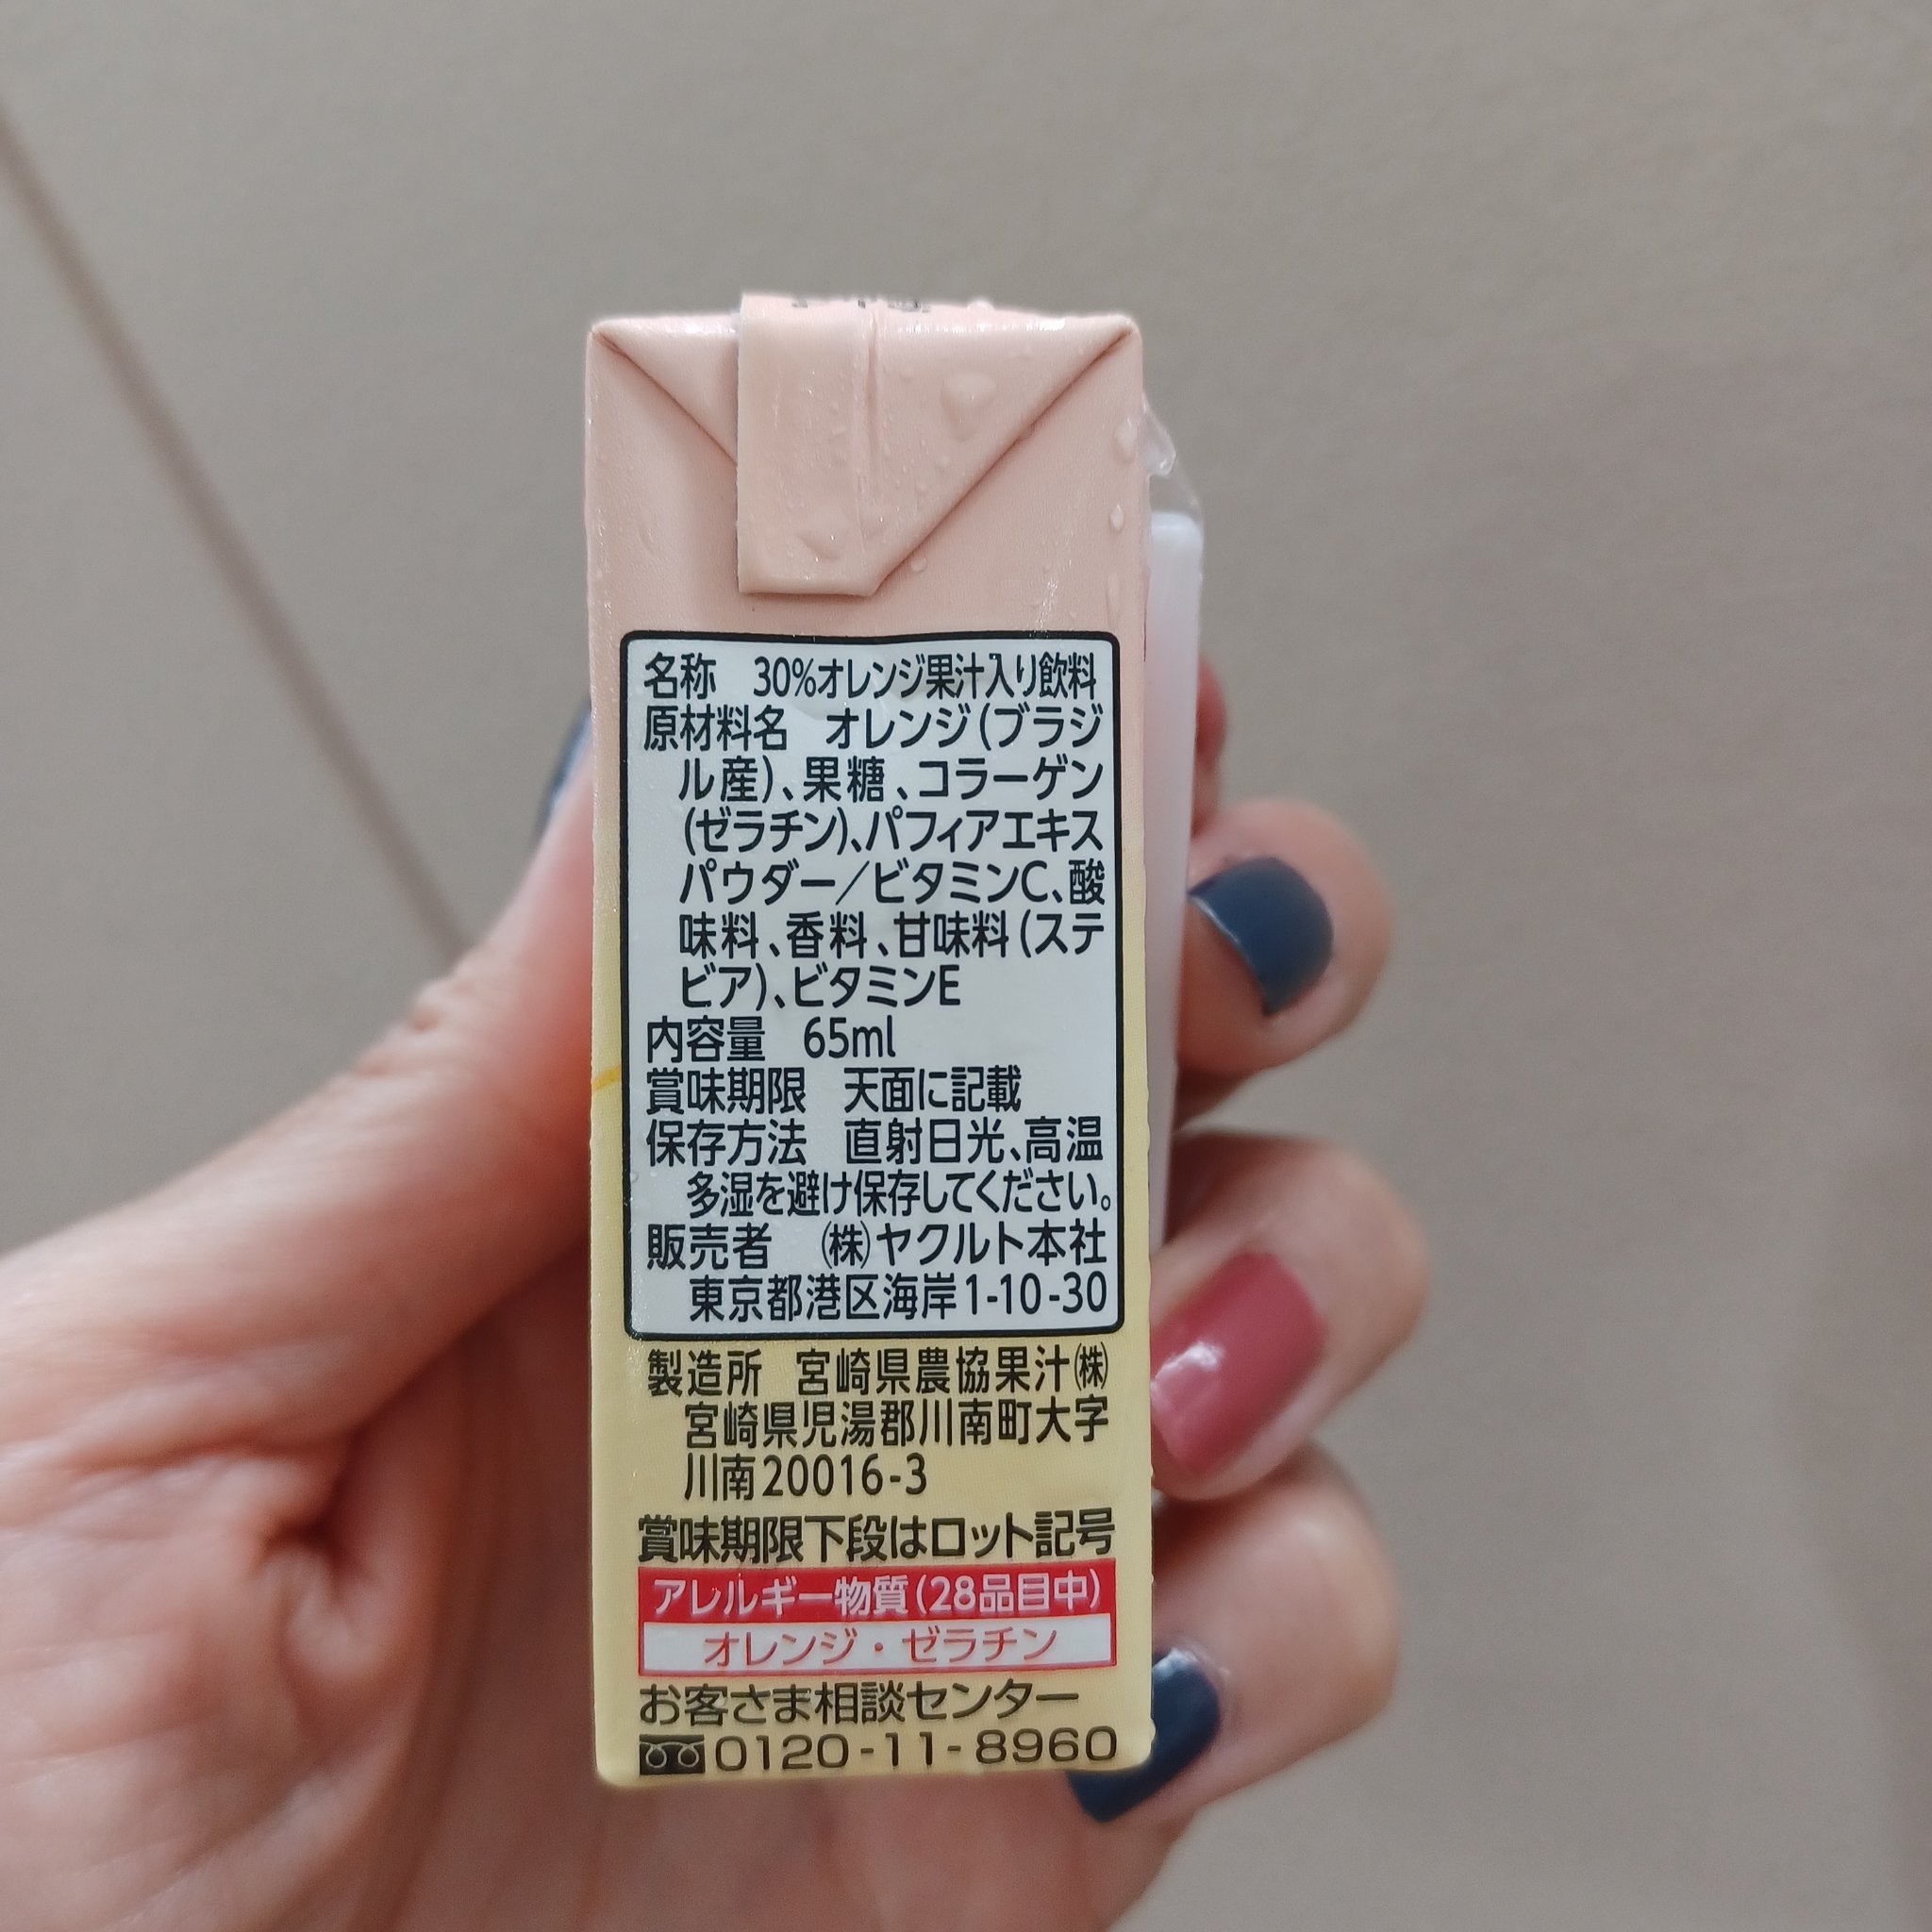 名称　30%オレンジ果汁入り飲料
原材料名　オレンジ(ブラジ
ル産)、果糖、コラーゲン
(ゼラチン)、パフィアエキス
パウダー／ビタミンC、酸
味料、香料、甘味料(ステ
ビア)、ビタミンE
内容量　65ml
賞味期限　天面に記載
保存方法　直射日光、高温
多湿を避け保存してください。
販売者　(株)ヤクルト本社
東京都港区海岸1-10-30
製造所　宮崎県農協果汁㈱
宮崎県児湯郡川南町大字
川南20016-3
賞味期限下段はロット記号
アレルギー物質(28品目中)
オレンジ・ゼラチン
お客さま相談センター
0120-11-8960